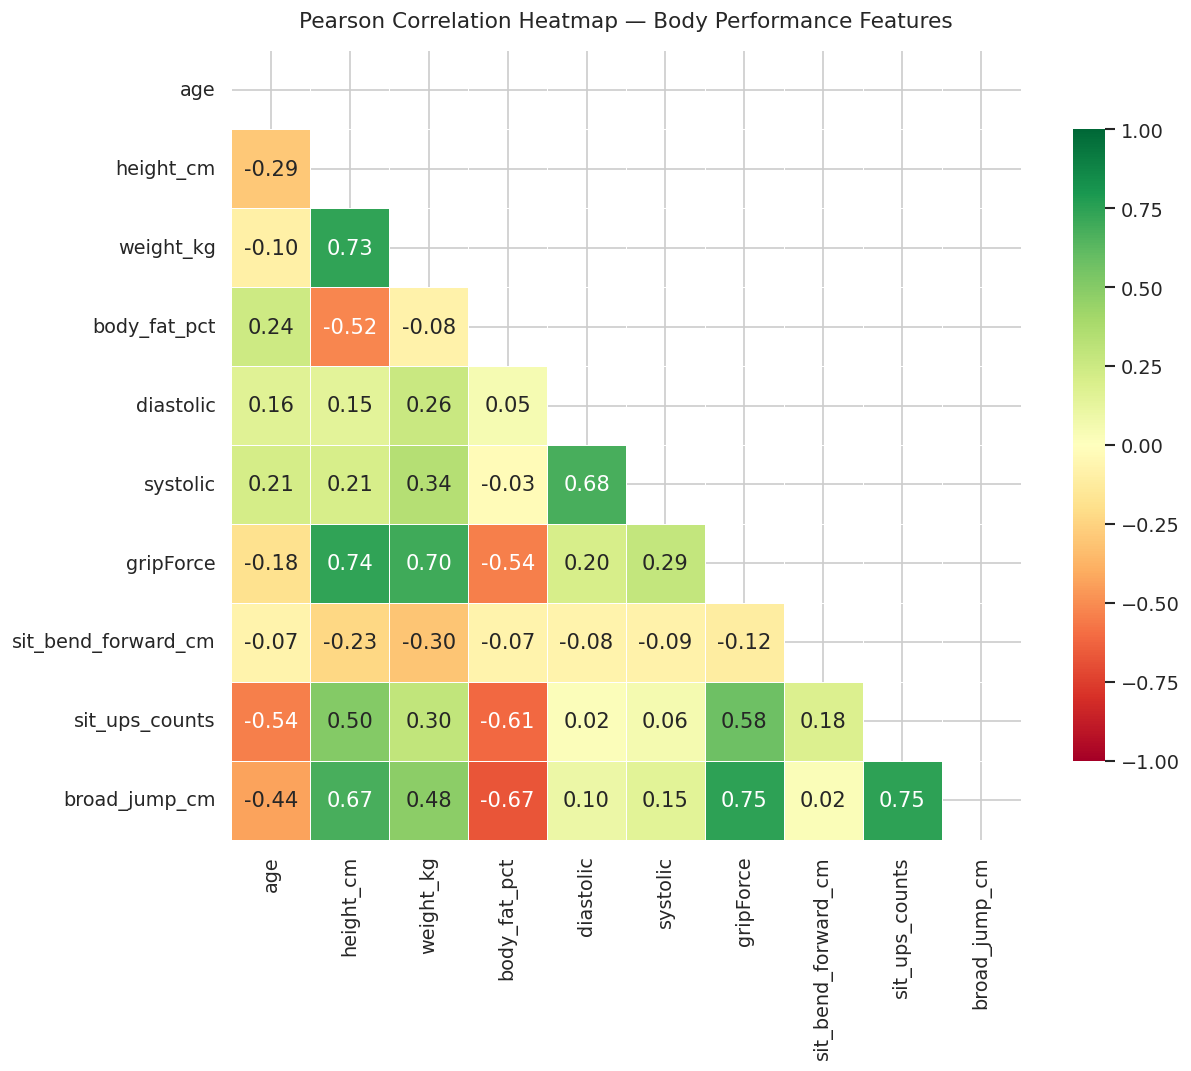 Pearson Correlation Heatmap — Body Performance Features
age
height_cm -0.29
weight_kg -0.10 0.73
body_fat_pct 0.24 -0.52 -0.08
diastolic 0.16 0.15 0.26 0.05
systolic 0.21 0.21 0.34 -0.03 0.68
gripForce -0.18 0.74 0.70 -0.54 0.20 0.29
sit_bend_forward_cm -0.07 -0.23 -0.30 -0.07 -0.08 -0.09 -0.12
sit_ups_counts -0.54 0.50 0.30 -0.61 0.02 0.06 0.58 0.18
broad_jump_cm -0.44 0.67 0.48 -0.67 0.10 0.15 0.75 0.02 0.75
age
height_cm
weight_kg
body_fat_pct
diastolic
systolic
gripForce
sit_bend_forward_cm
sit_ups_counts
broad_jump_cm
1.00
0.75
0.50
0.25
0.00
−0.25
−0.50
−0.75
−1.00